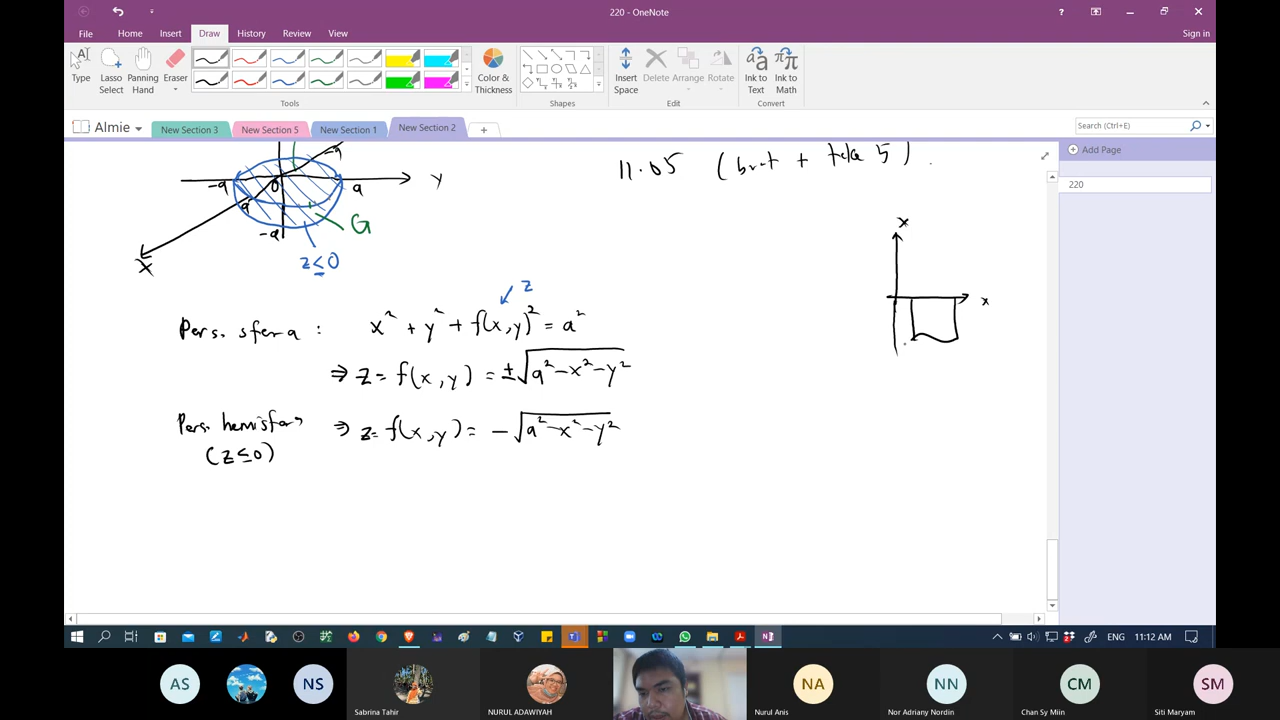 220 - OneNote
? 
File Home Insert Draw History Review View Sign in
Type Lasso Select Panning Hand Eraser Color & Thickness Insert Space Delete Arrange Rotate Ink to Text Ink to Math
Tools Shapes Edit Convert
Almie New Section 3 New Section 5 New Section 1 New Section 2 + Search (Ctrl+E)
Add Page
220
11.05 ( + 5 ) .
-a
-a 0 a y
a
-a G
x z ≤ 0
x
x
z
Pers. sfera : x² + y² + f(x,y)² = a²
⇒ z = f(x,y) = ±√a²-x²-y²
Pers. hemisfera ⇒ z = f(x,y) = -√a²-x²-y²
(z ≤ 0)
ENG 11:12 AM
AS NS NA NN CM SM
Sabrina Tahir NURUL ADAWIYAH Nurul Anis Nor Adriany Nordin Chan Sy Miin Siti Maryam